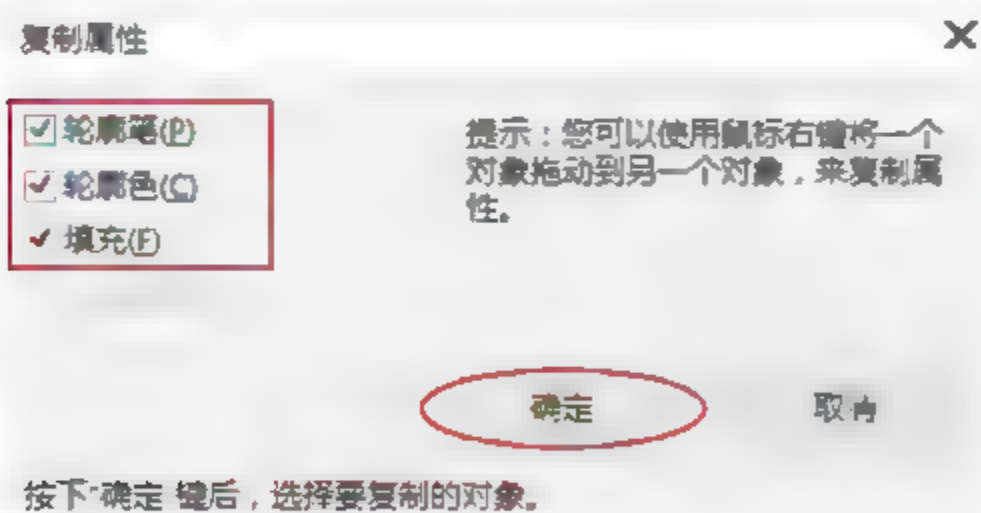 复制属性
轮廓笔(P)
轮廓色(C)
填充(F)
提示：您可以使用鼠标右键将一个
对象拖动到另一个对象，来复制属
性。
确定
取消
按下"确定"键后，选择要复制的对象。